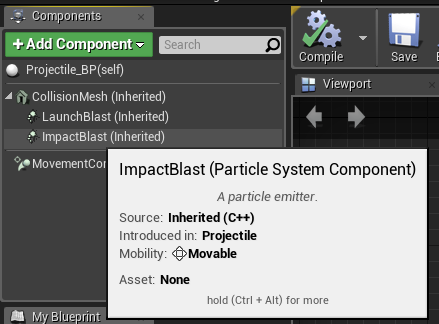 Components
+ Add Component
Search
Compile
Save
Projectile_BP(self)
Viewport
CollisionMesh (Inherited)
LaunchBlast (Inherited)
ImpactBlast (Inherited)
MovementCom
ImpactBlast (Particle System Component)
A particle emitter.
Source: Inherited (C++)
Introduced in: Projectile
Mobility: Movable
Asset: None
hold (Ctrl + Alt) for more
My Blueprint